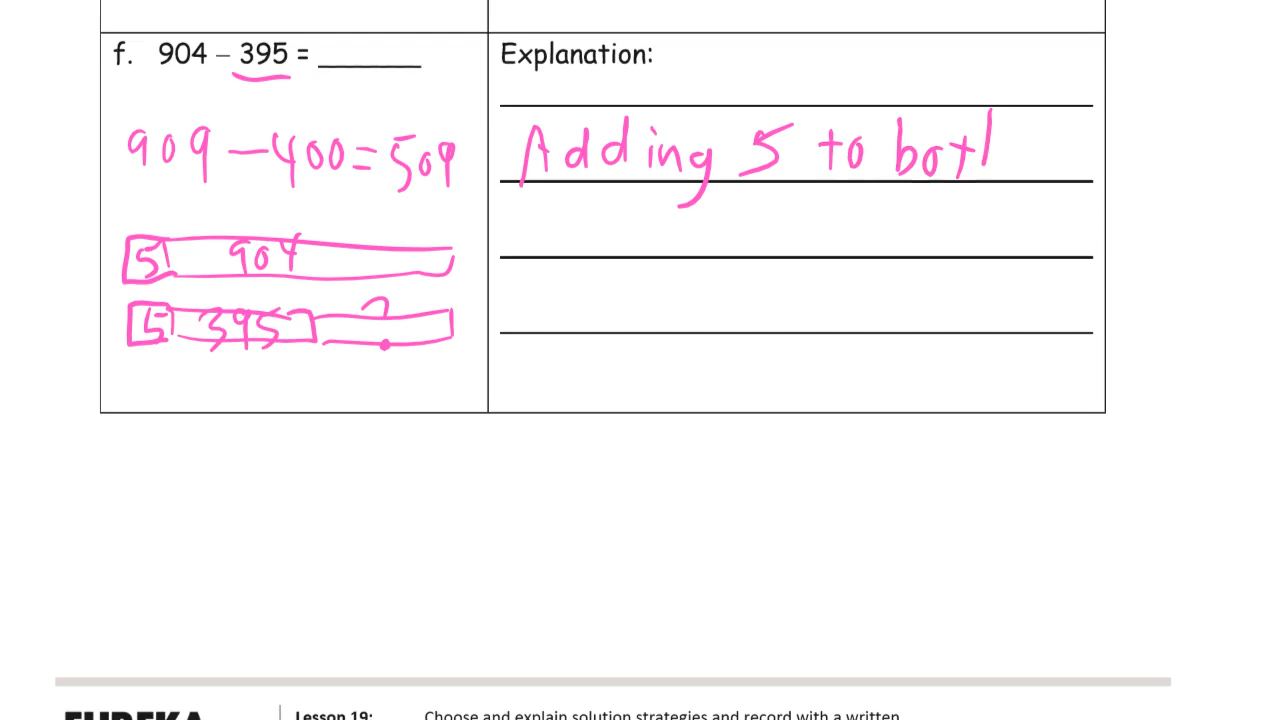 f. 904 – 395 = _______
Explanation:
909 – 400 = 509
Adding 5 to bot
5 904
5 395 ?
Lesson 19:
Choose and explain solution strategies and record with a written